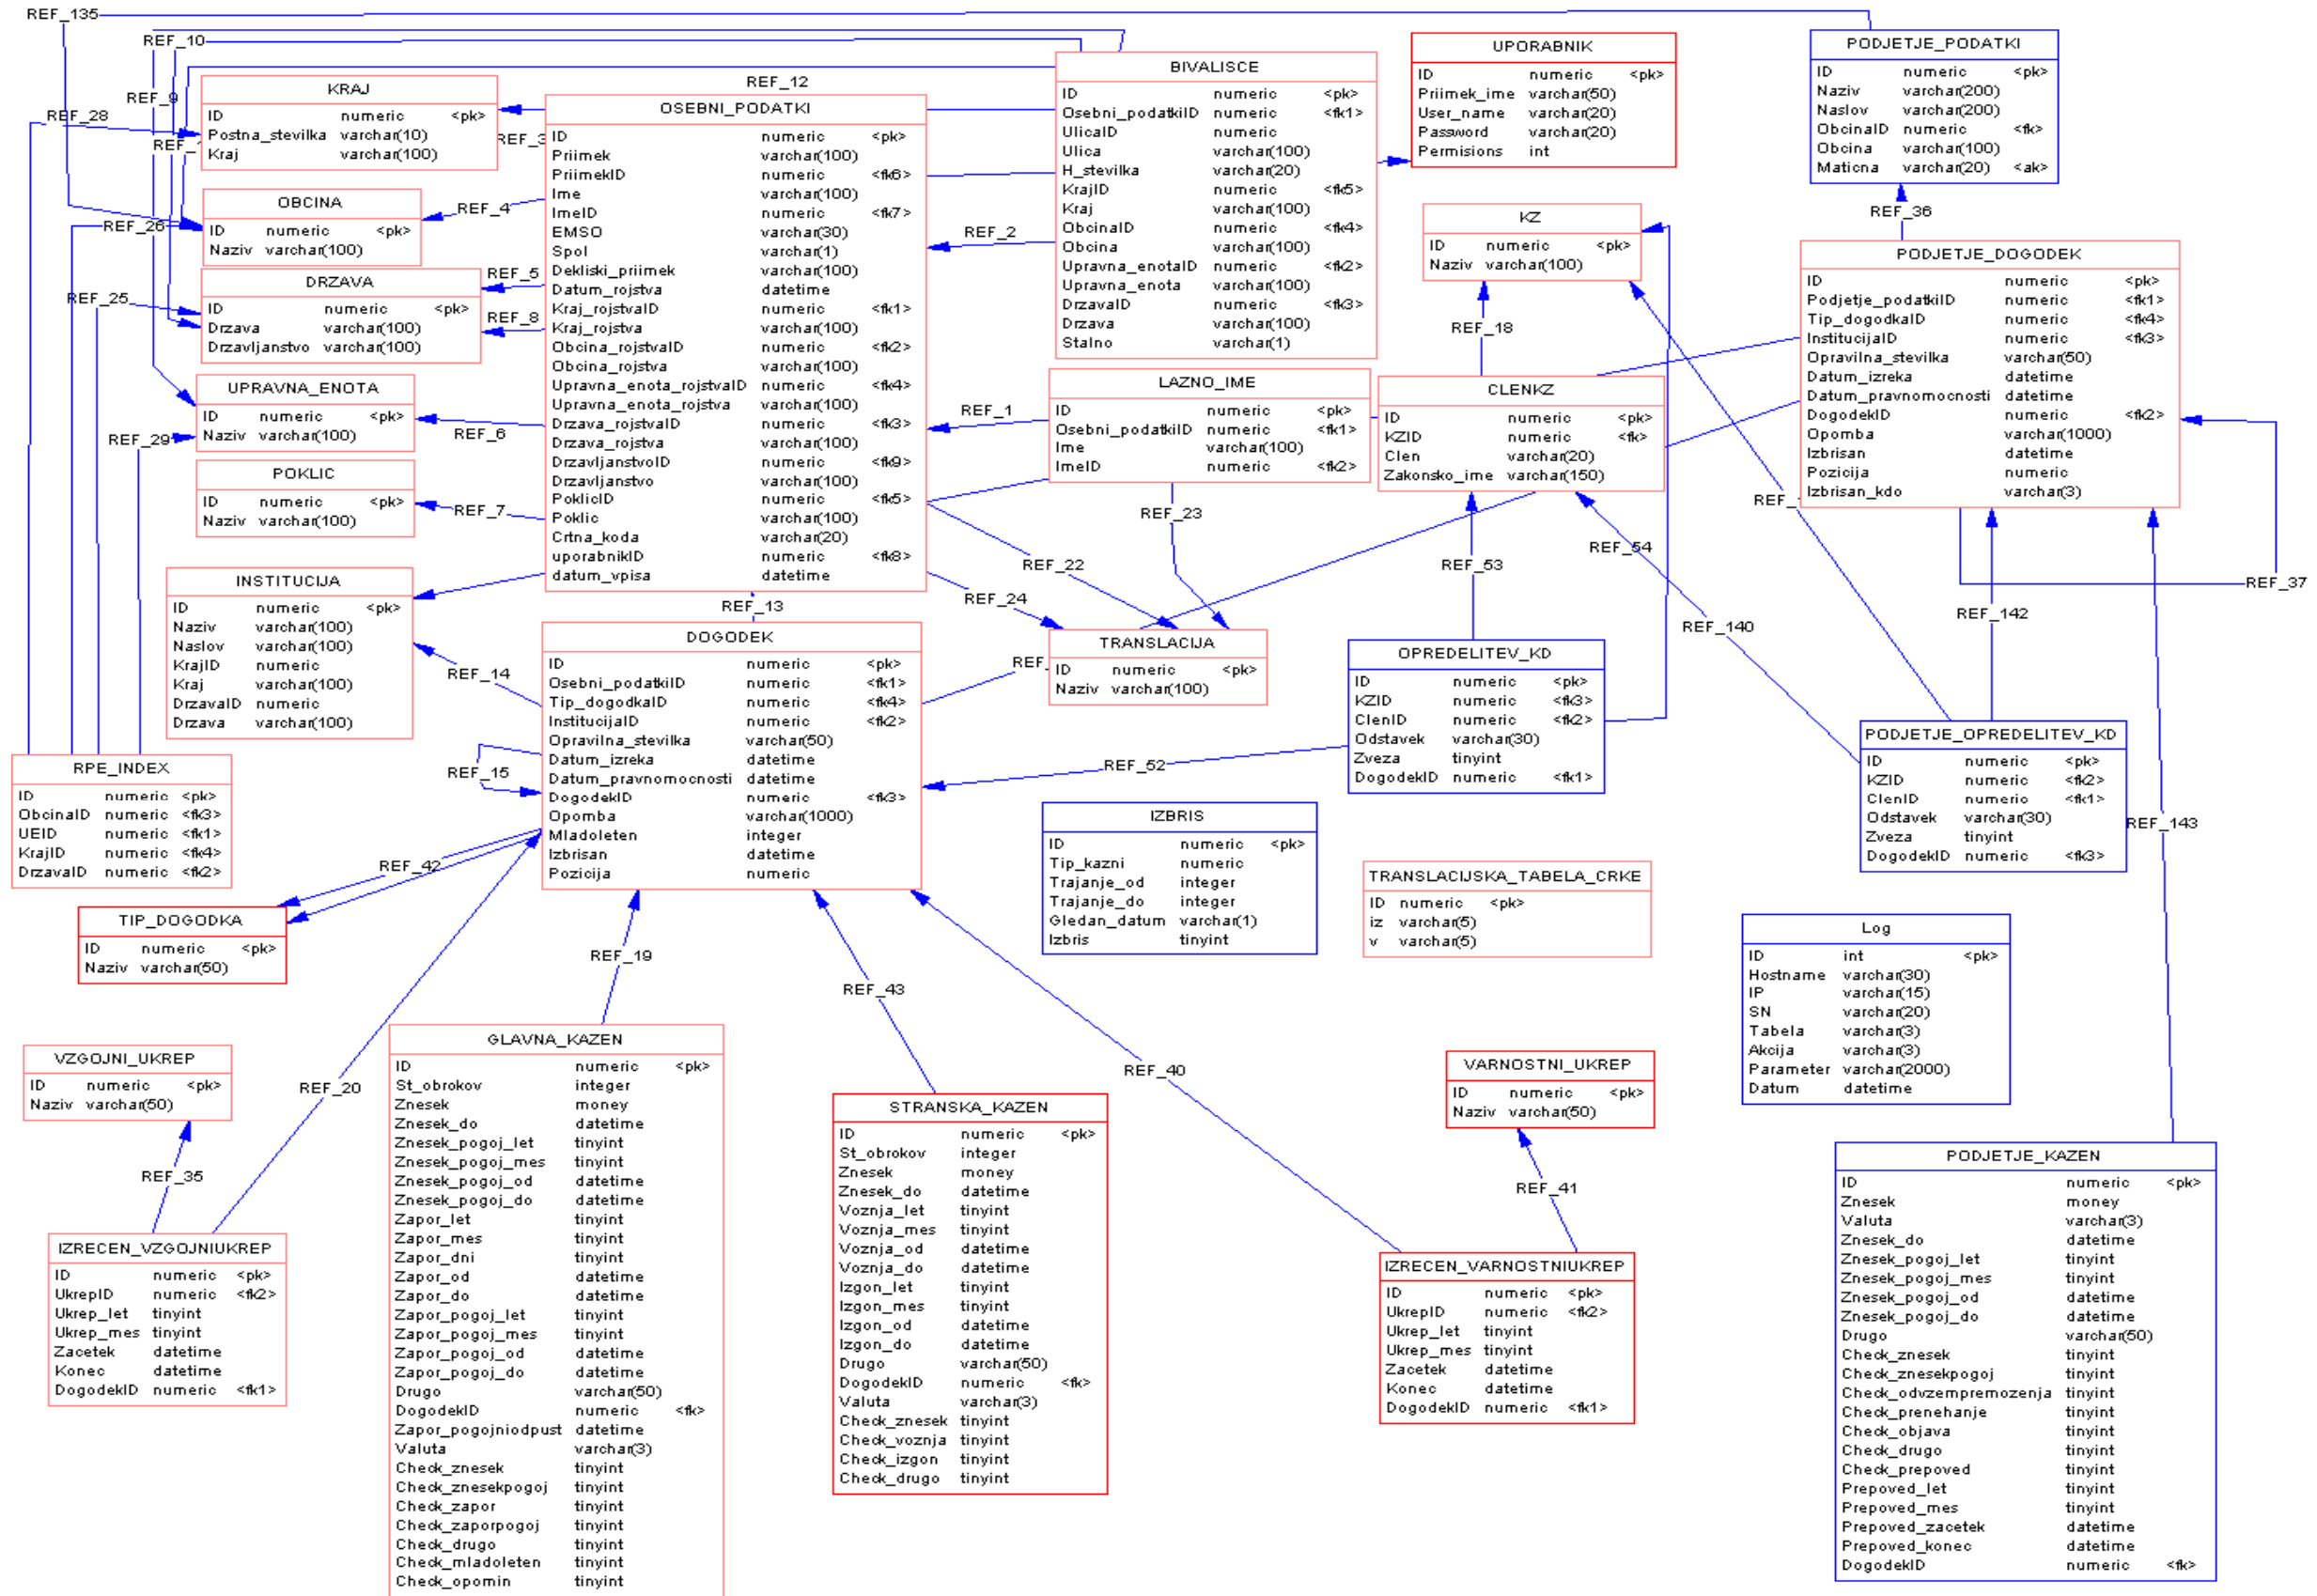 REF_135
REF_10
REF_12
REF_9
REF_28
REF_3
REF_4
REF_26
REF_5
REF_25
REF_8
REF_29
REF_6
REF_7
REF_2
REF_1
REF_13
REF_14
REF_15
REF_42
REF_22
REF_23
REF_24
REF_
REF_18
REF_53
REF_54
REF_
REF_36
REF_37
REF_142
REF_140
REF_143
REF_52
REF_19
REF_43
REF_40
REF_20
REF_35
REF_41
KRAJ
ID numeric <pk>
Postna_stevilka varchar(10)
Kraj varchar(100)
OBCINA
ID numeric <pk>
Naziv varchar(100)
DRZAVA
ID numeric <pk>
Drzava varchar(100)
Drzavljanstvo varchar(100)
UPRAVNA_ENOTA
ID numeric <pk>
Naziv varchar(100)
POKLIC
ID numeric <pk>
Naziv varchar(100)
INSTITUCIJA
ID numeric <pk>
Naziv varchar(100)
Naslov varchar(100)
KrajID numeric
Kraj varchar(100)
DrzavaID numeric
Drzava varchar(100)
RPE_INDEX
ID numeric <pk>
ObcinaID numeric <fk3>
UEID numeric <fk1>
KrajID numeric <fk4>
DrzavaID numeric <fk2>
TIP_DOGODKA
ID numeric <pk>
Naziv varchar(50)
VZGOJNI_UKREP
ID numeric <pk>
Naziv varchar(50)
IZRECEN_VZGOJNIUKREP
ID numeric <pk>
UkrepID numeric <fk2>
Ukrep_let tinyint
Ukrep_mes tinyint
Zacetek datetime
Konec datetime
DogodekID numeric <fk1>
OSEBNI_PODATKI
ID numeric <pk>
Priimek varchar(100)
PriimekID numeric <fk6>
Ime varchar(100)
ImeID numeric <fk7>
EMSO varchar(30)
Spol varchar(1)
Dekliski_priimek varchar(100)
Datum_rojstva datetime
Kraj_rojstvaID numeric <fk1>
Kraj_rojstva varchar(100)
Obcina_rojstvaID numeric <fk2>
Obcina_rojstva varchar(100)
Upravna_enota_rojstvaID numeric <fk4>
Upravna_enota_rojstva varchar(100)
Drzava_rojstvaID numeric <fk3>
Drzava_rojstva varchar(100)
DrzavljanstvoID numeric <fk9>
Drzavljanstvo varchar(100)
PoklicID numeric <fk5>
Poklic varchar(100)
Crtna_koda varchar(20)
uporabnikID numeric <fk8>
datum_vpisa datetime
DOGODEK
ID numeric <pk>
Osebni_podatkiID numeric <fk1>
Tip_dogodkaID numeric <fk4>
InstitucijaID numeric <fk2>
Opravilna_stevilka varchar(50)
Datum_izreka datetime
Datum_pravnomocnosti datetime
DogodekID numeric <fk3>
Opomba varchar(1000)
Mladoleten integer
Izbrisan datetime
Pozicija numeric
GLAVNA_KAZEN
ID numeric <pk>
St_obrokov integer
Znesek money
Znesek_do datetime
Znesek_pogoj_let tinyint
Znesek_pogoj_mes tinyint
Znesek_pogoj_od datetime
Znesek_pogoj_do datetime
Zapor_let tinyint
Zapor_mes tinyint
Zapor_dni tinyint
Zapor_od datetime
Zapor_do datetime
Zapor_pogoj_let tinyint
Zapor_pogoj_mes tinyint
Zapor_pogoj_od datetime
Zapor_pogoj_do datetime
Drugo varchar(50)
DogodekID numeric <fk>
Zapor_pogojniodpust datetime
Valuta varchar(3)
Check_znesek tinyint
Check_znesekpogoj tinyint
Check_zapor tinyint
Check_zaporpogoj tinyint
Check_drugo tinyint
Check_mladoleten tinyint
Check_opomin tinyint
BIVALISCE
ID numeric <pk>
Osebni_podatkiID numeric <fk1>
UlicaID numeric
Ulica varchar(100)
H_stevilka varchar(20)
KrajID numeric <fk5>
Kraj varchar(100)
ObcinaID numeric <fk4>
Obcina varchar(100)
Upravna_enotaID numeric <fk2>
Upravna_enota varchar(100)
DrzavaID numeric <fk3>
Drzava varchar(100)
Stalno varchar(1)
LAZNO_IME
ID numeric <pk>
Osebni_podatkiID numeric <fk1>
Ime varchar(100)
ImeID numeric <fk2>
TRANSLACIJA
ID numeric <pk>
Naziv varchar(100)
IZBRIS
ID numeric <pk>
Tip_kazni numeric
Trajanje_od integer
Trajanje_do integer
Gledan_datum varchar(1)
Izbris tinyint
STRANSKA_KAZEN
ID numeric <pk>
St_obrokov integer
Znesek money
Znesek_do datetime
Voznja_let tinyint
Voznja_mes tinyint
Voznja_od datetime
Voznja_do datetime
Izgon_let tinyint
Izgon_mes tinyint
Izgon_od datetime
Izgon_do datetime
Drugo varchar(50)
DogodekID numeric <fk>
Valuta varchar(3)
Check_znesek tinyint
Check_voznja tinyint
Check_izgon tinyint
Check_drugo tinyint
UPORABNIK
ID numeric <pk>
Priimek_ime varchar(50)
User_name varchar(20)
Password varchar(20)
Permisions int
KZ
ID numeric <pk>
Naziv varchar(100)
CLENKZ
ID numeric <pk>
KZID numeric <fk>
Clen varchar(20)
Zakonsko_ime varchar(150)
OPREDELITEV_KD
ID numeric <pk>
KZID numeric <fk3>
ClenID numeric <fk2>
Odstavek varchar(30)
Zveza tinyint
DogodekID numeric <fk1>
TRANSLACIJSKA_TABELA_CRKE
ID numeric <pk>
iz varchar(5)
v varchar(5)
VARNOSTNI_UKREP
ID numeric <pk>
Naziv varchar(50)
IZRECEN_VARNOSTNIUKREP
ID numeric <pk>
UkrepID numeric <fk2>
Ukrep_let tinyint
Ukrep_mes tinyint
Zacetek datetime
Konec datetime
DogodekID numeric <fk1>
PODJETJE_PODATKI
ID numeric <pk>
Naziv varchar(200)
Naslov varchar(200)
ObcinaID numeric <fk>
Obcina varchar(100)
Maticna varchar(20) <ak>
PODJETJE_DOGODEK
ID numeric <pk>
Podjetje_podatkiID numeric <fk1>
Tip_dogodkaID numeric <fk4>
InstitucijaID numeric <fk3>
Opravilna_stevilka varchar(50)
Datum_izreka datetime
Datum_pravnomocnosti datetime
DogodekID numeric <fk2>
Opomba varchar(1000)
Izbrisan datetime
Pozicija numeric
Izbrisan_kdo varchar(3)
PODJETJE_OPREDELITEV_KD
ID numeric <pk>
KZID numeric <fk2>
ClenID numeric <fk1>
Odstavek varchar(30)
Zveza tinyint
DogodekID numeric <fk3>
Log
ID int <pk>
Hostname varchar(30)
IP varchar(15)
SN varchar(20)
Tabela varchar(3)
Akcija varchar(3)
Parameter varchar(2000)
Datum datetime
PODJETJE_KAZEN
ID numeric <pk>
Znesek money
Valuta varchar(3)
Znesek_do datetime
Znesek_pogoj_let tinyint
Znesek_pogoj_mes tinyint
Znesek_pogoj_od datetime
Znesek_pogoj_do datetime
Drugo varchar(50)
Check_znesek tinyint
Check_znesekpogoj tinyint
Check_odvzempremozenja tinyint
Check_prenehanje tinyint
Check_objava tinyint
Check_drugo tinyint
Check_prepoved tinyint
Prepoved_let tinyint
Prepoved_mes tinyint
Prepoved_zacetek datetime
Prepoved_konec datetime
DogodekID numeric <fk>